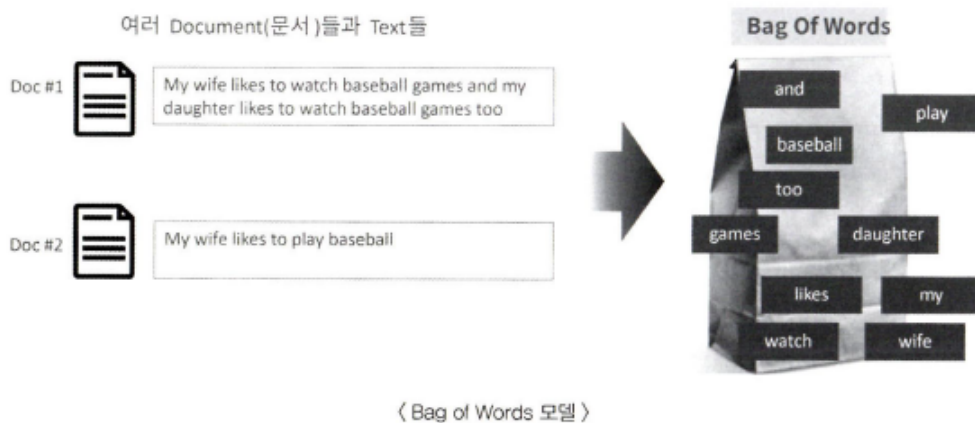 여러 Document(문서)들과 Text들
Doc #1
My wife likes to watch baseball games and my
daughter likes to watch baseball games too
Doc #2
My wife likes to play baseball
Bag Of Words
and
play
baseball
too
games
daughter
likes
my
watch
wife
〈 Bag of Words 모델 〉